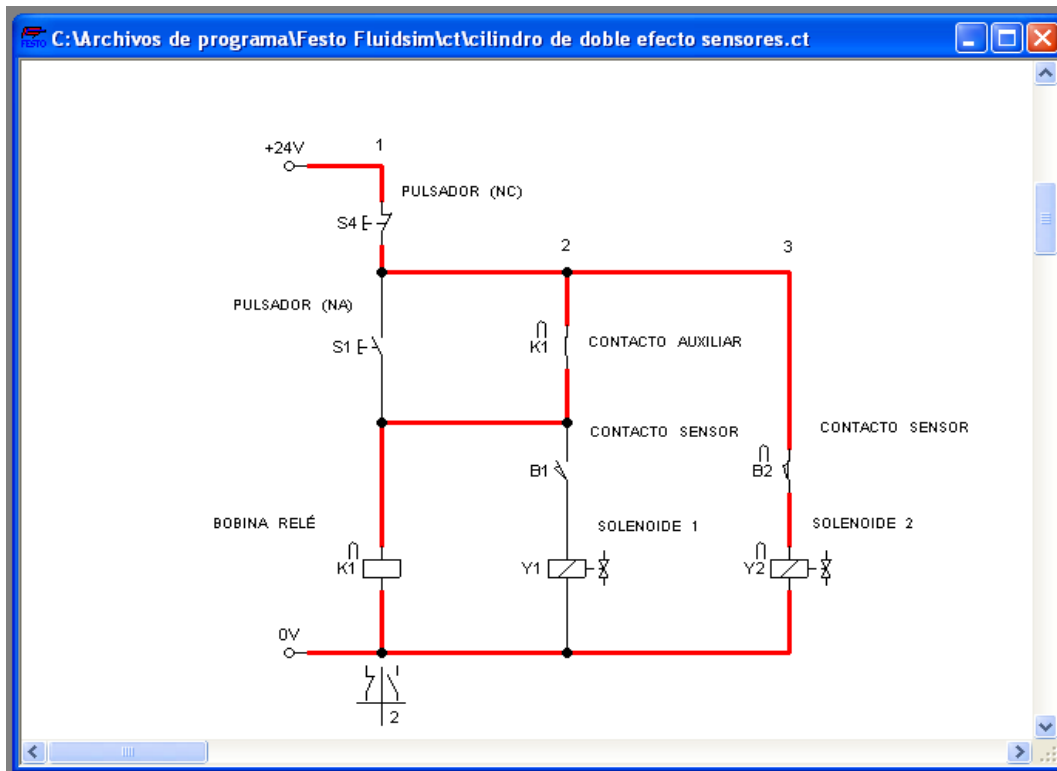 FESTO C:\Archivos de programa\Festo Fluidsim\ct\cilindro de doble efecto sensores.ct
+24V 1
PULSADOR (NC)
S4
2 3
PULSADOR (NA)
S1 K1 CONTACTO AUXILIAR
CONTACTO SENSOR CONTACTO SENSOR
B1 B2
BOBINA RELÉ SOLENOIDE 1 SOLENOIDE 2
K1 Y1 Y2
0V
2